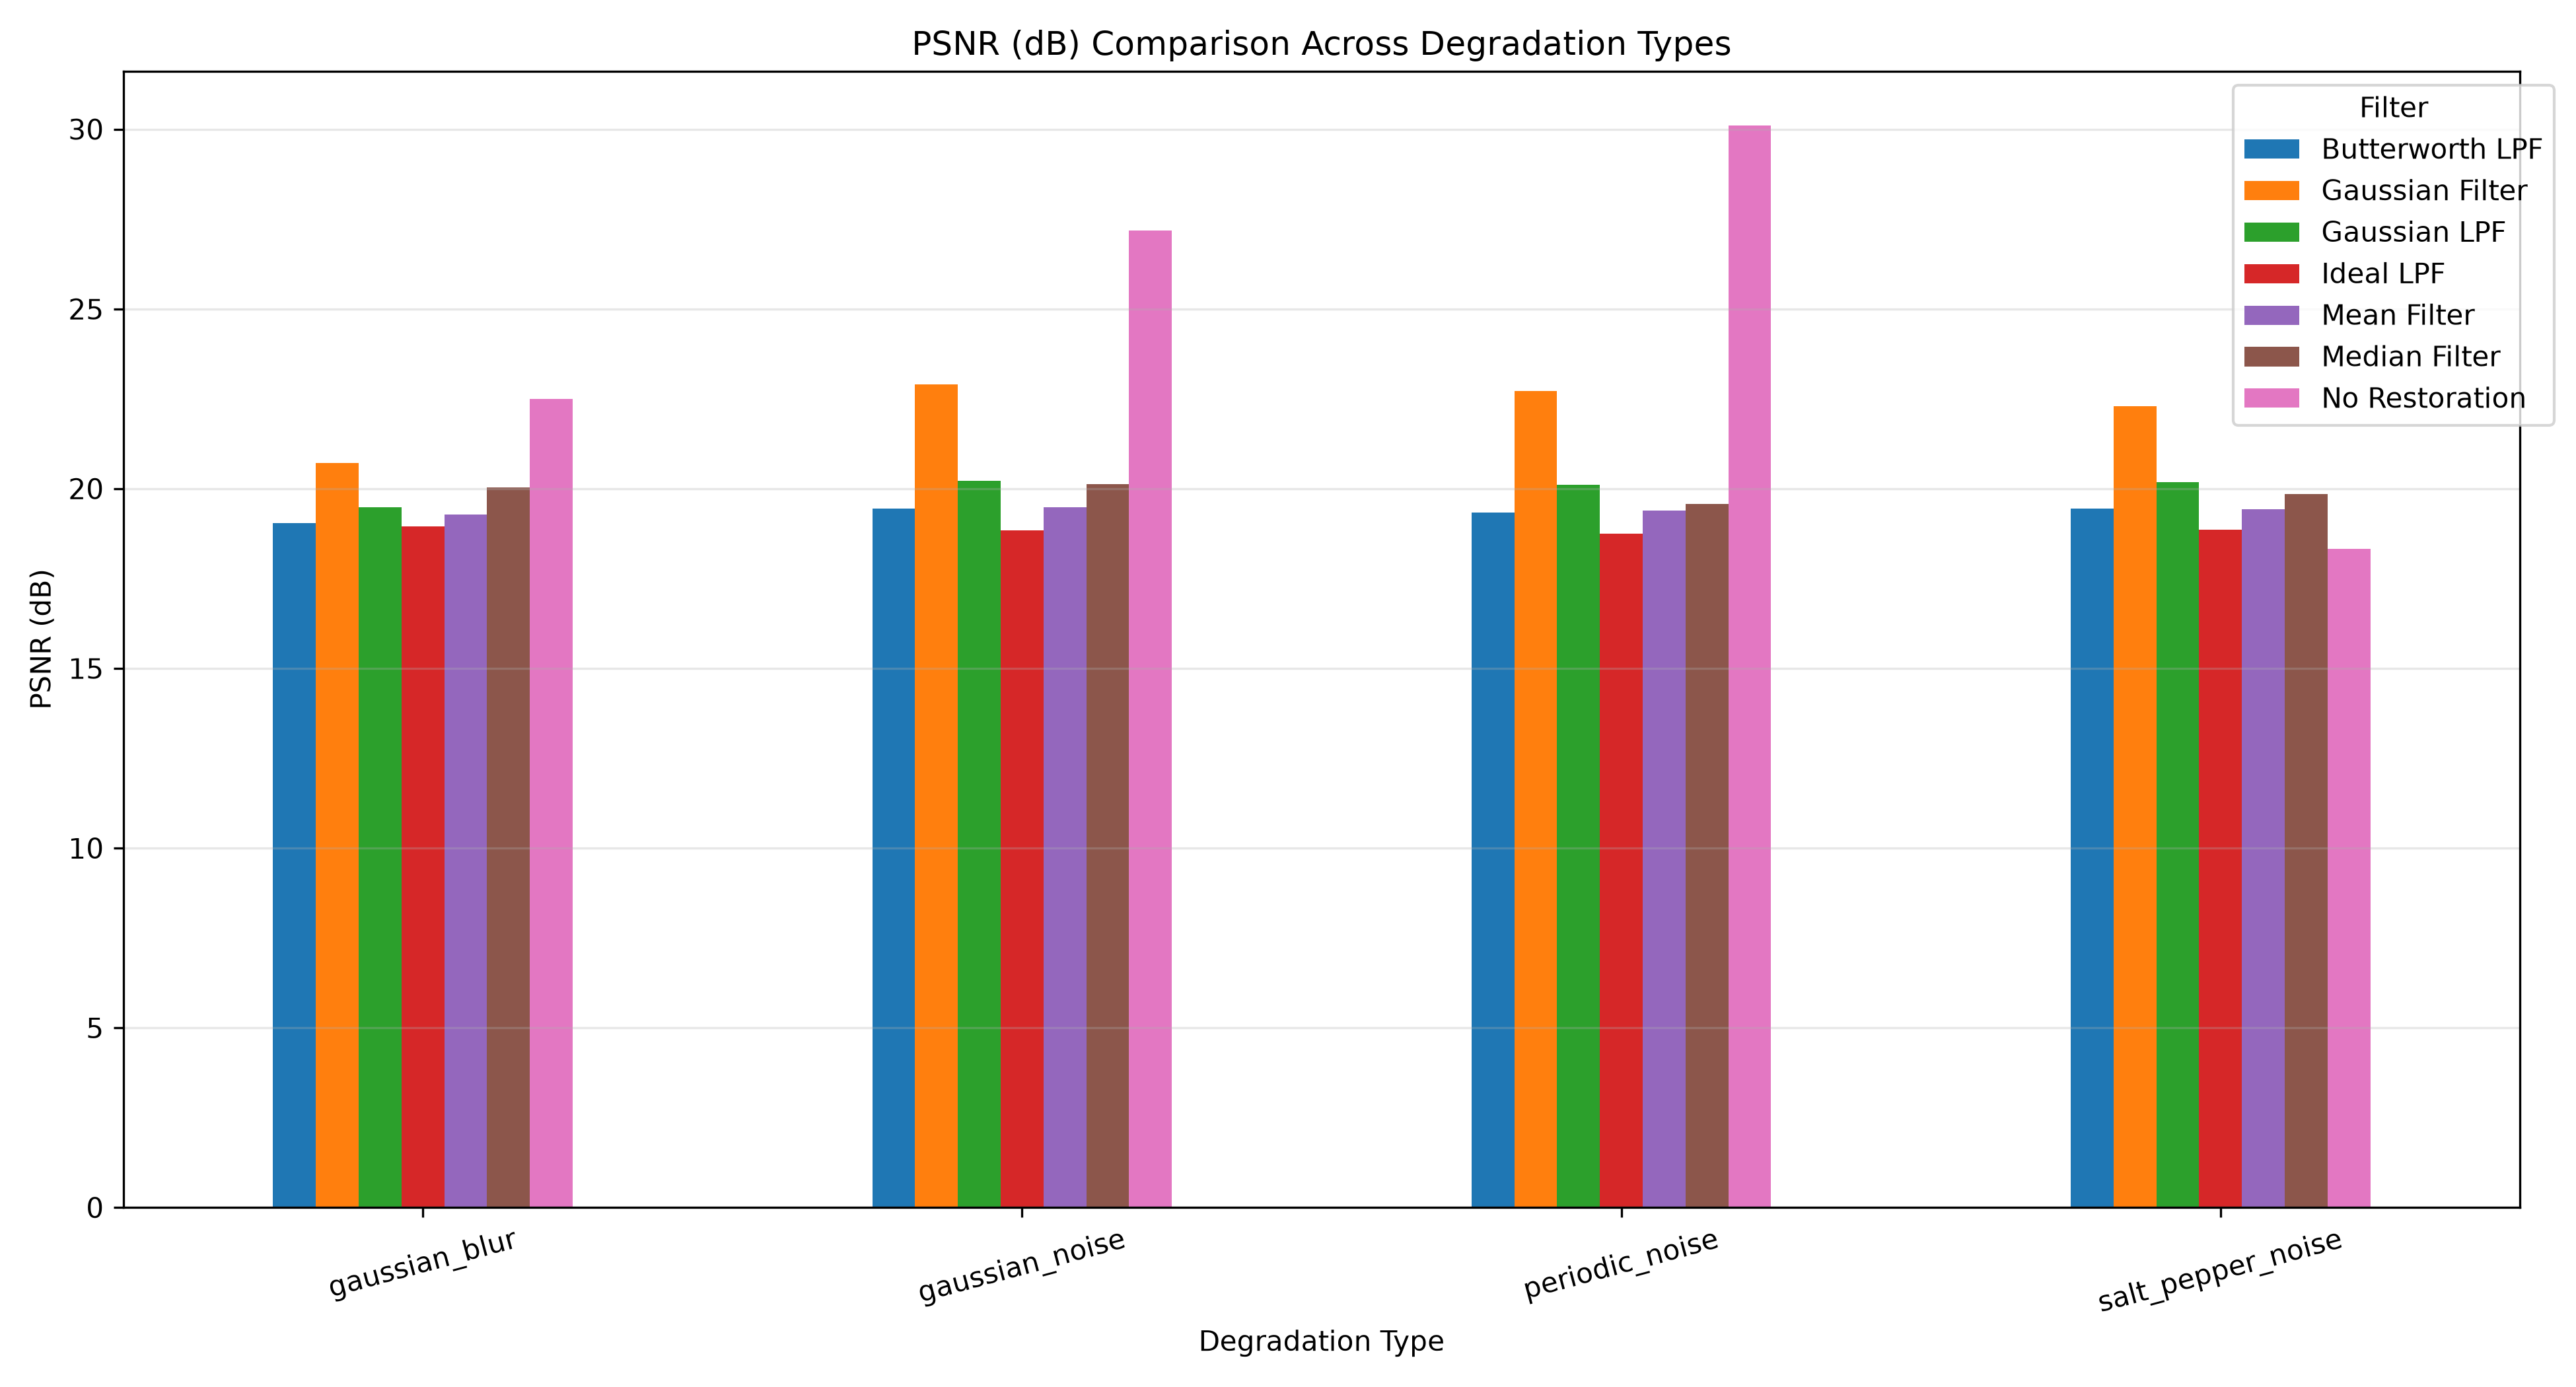 PSNR (dB) Comparison Across Degradation Types
PSNR (dB)
30
25
20
15
10
5
0
Filter
Butterworth LPF
Gaussian Filter
Gaussian LPF
Ideal LPF
Mean Filter
Median Filter
No Restoration
gaussian_blur
gaussian_noise
periodic_noise
salt_pepper_noise
Degradation Type